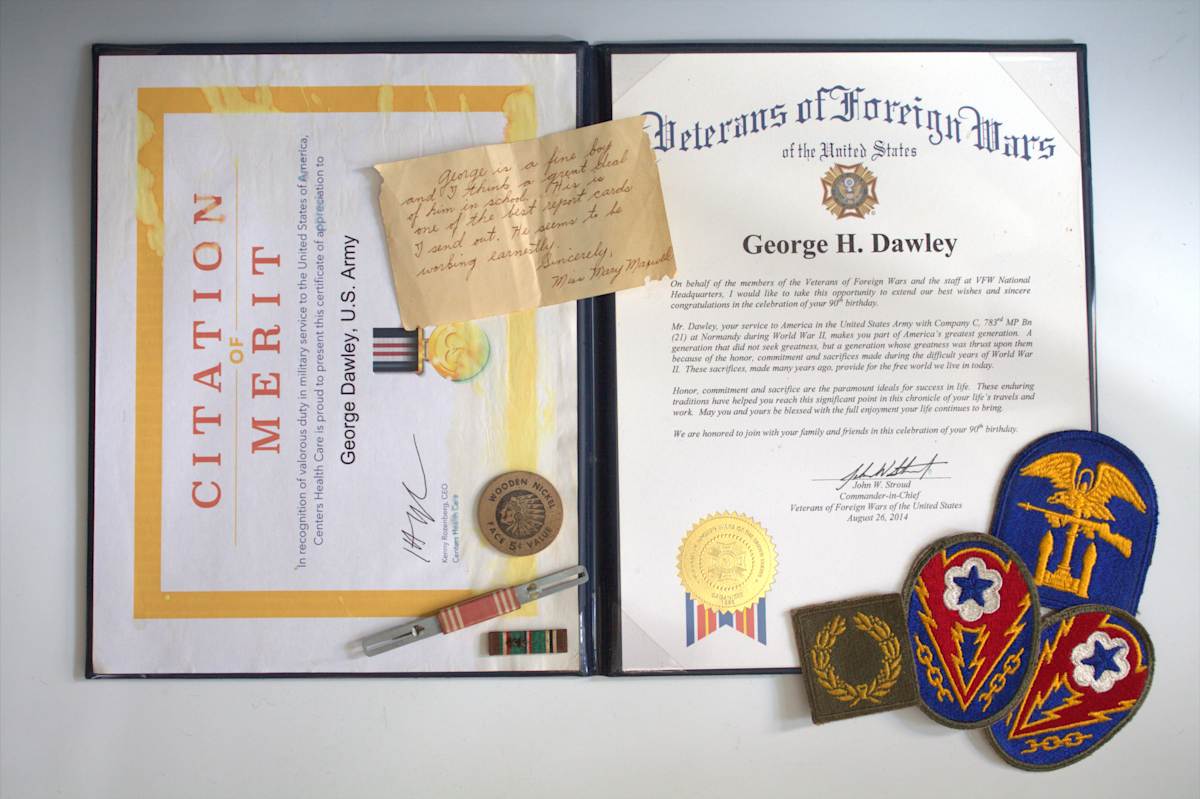 CITATION
OF
MERIT
In recognition of valorous duty in military service to the United States of America,
Centers Health Care is proud to present this certificate of appreciation to
George Dawley, U.S. Army
Kenny Rozenberg, CEO
Centers Health Care
George is a fine boy
and I think a great deal
of him in school. His is
one of the best report cards
I send out. He seems to be
working earnestly.
Sincerely,
Miss Mary Maxwell
WOODEN NICKEL
FACE 5¢ VALUE
Veterans of Foreign Wars
of the United States
George H. Dawley
On behalf of the members of the Veterans of Foreign Wars and the staff at VFW National
Headquarters, I would like to take this opportunity to extend our best wishes and sincere
congratulations in the celebration of your 90th birthday.
Mr. Dawley, your service to America in the United States Army with Company C, 783rd MP Bn
(21) at Normandy during World War II, makes you part of America's greatest generation. A
generation that did not seek greatness, but a generation whose greatness was thrust upon them
because of the honor, commitment and sacrifices made during the difficult years of World War
II. These sacrifices, made many years ago, provide for the free world we live in today.
Honor, commitment and sacrifice are the paramount ideals for success in life. These enduring
traditions have helped you reach this significant point in this chronicle of your life's travels and
work. May you and yours be blessed with the full enjoyment your life continues to bring.
We are honored to join with your family and friends in this celebration of your 90th birthday.
John W. Stroud
Commander-in-Chief
Veterans of Foreign Wars of the United States
August 26, 2014